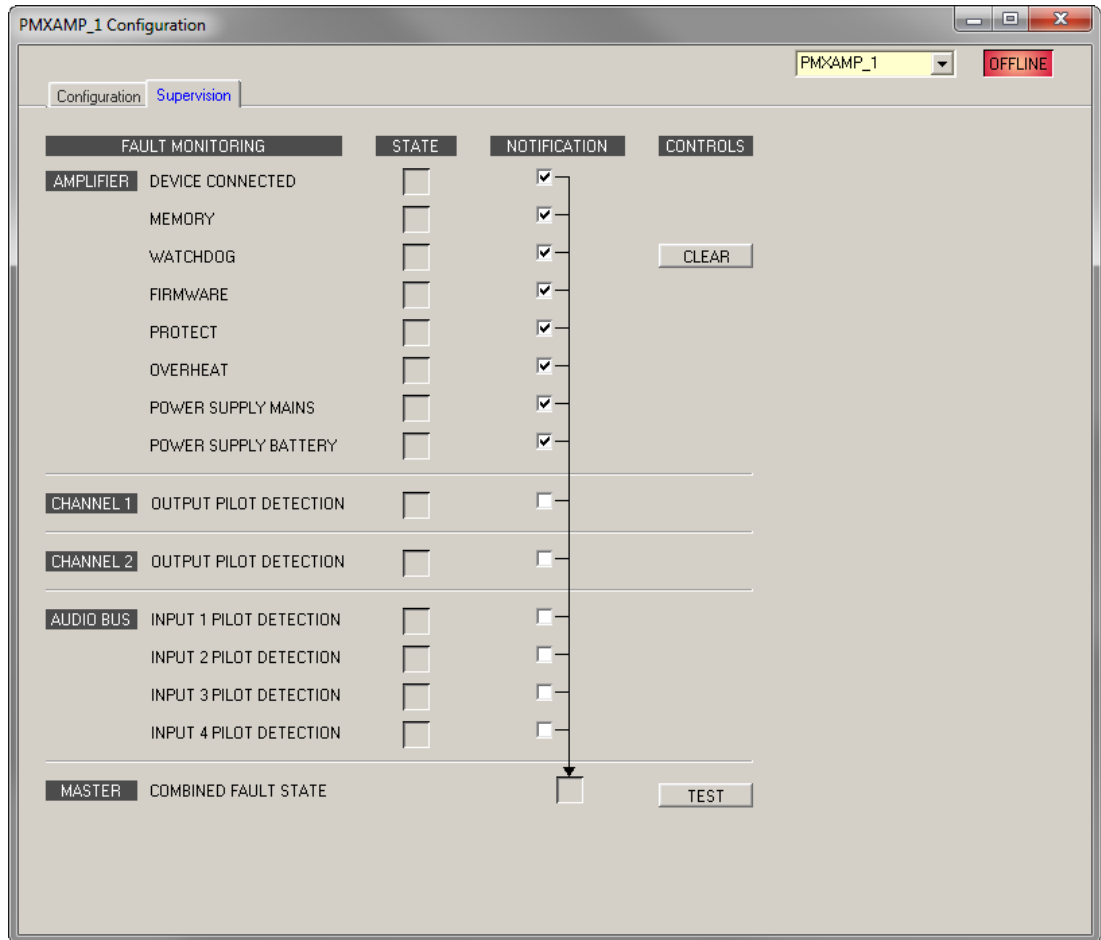 PMXAMP_1 Configuration
PMXAMP_1 OFFLINE
Configuration Supervision
FAULT MONITORING STATE NOTIFICATION CONTROLS
AMPLIFIER DEVICE CONNECTED
MEMORY
WATCHDOG CLEAR
FIRMWARE
PROTECT
OVERHEAT
POWER SUPPLY MAINS
POWER SUPPLY BATTERY
CHANNEL 1 OUTPUT PILOT DETECTION
CHANNEL 2 OUTPUT PILOT DETECTION
AUDIO BUS INPUT 1 PILOT DETECTION
INPUT 2 PILOT DETECTION
INPUT 3 PILOT DETECTION
INPUT 4 PILOT DETECTION
MASTER COMBINED FAULT STATE TEST